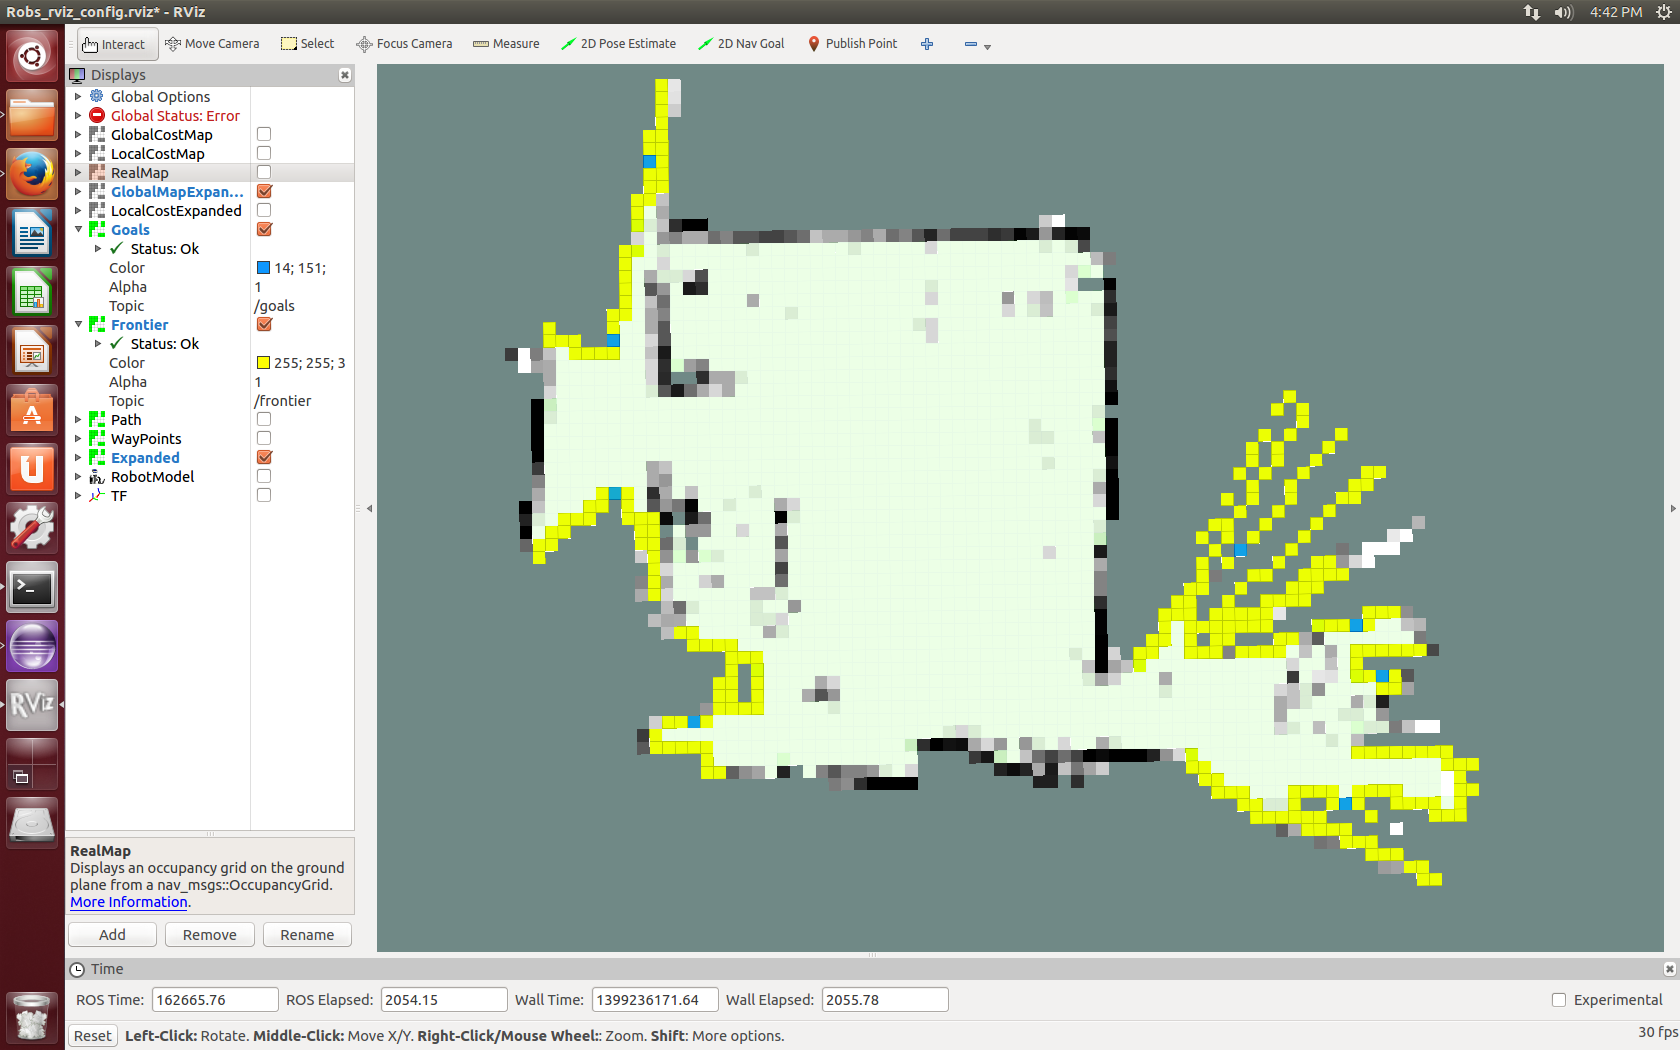 Robs_rviz_config.rviz* - RViz
4:42 PM
Interact Move Camera Select Focus Camera Measure 2D Pose Estimate 2D Nav Goal Publish Point
Displays
Global Options
Global Status: Error
GlobalCostMap
LocalCostMap
RealMap
GlobalMapExpan...
LocalCostExpanded
Goals
Status: Ok
Color 14; 151;
Alpha 1
Topic /goals
Frontier
Status: Ok
Color 255; 255; 3
Alpha 1
Topic /frontier
Path
WayPoints
Expanded
RobotModel
TF
RViz
RealMap
Displays an occupancy grid on the ground
plane from a nav_msgs::OccupancyGrid.
More Information.
Add Remove Rename
Time
ROS Time: 162665.76 ROS Elapsed: 2054.15 Wall Time: 1399236171.64 Wall Elapsed: 2055.78 Experimental
Reset Left-Click: Rotate. Middle-Click: Move X/Y. Right-Click/Mouse Wheel:: Zoom. Shift: More options. 30 fps